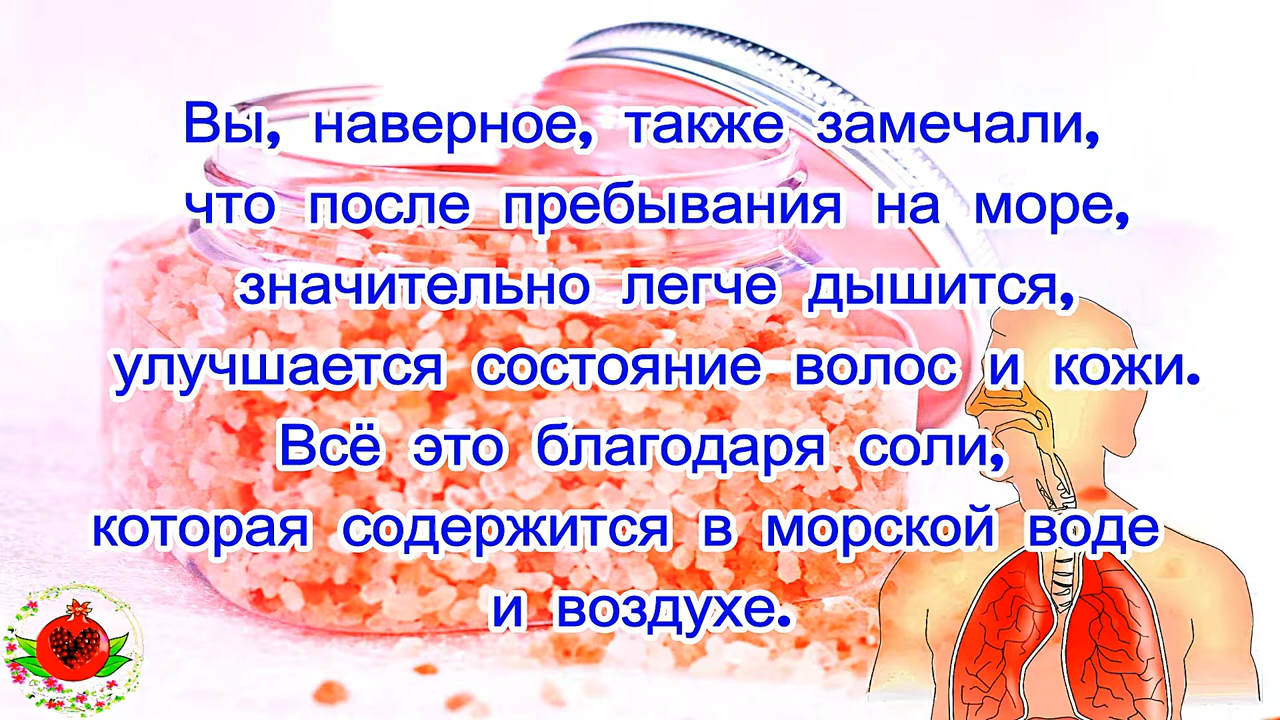 Вы, наверное, также замечали,
что после пребывания на море,
значительно легче дышится,
улучшается состояние волос и кожи.
Всё это благодаря соли,
которая содержится в морской воде
и воздухе.